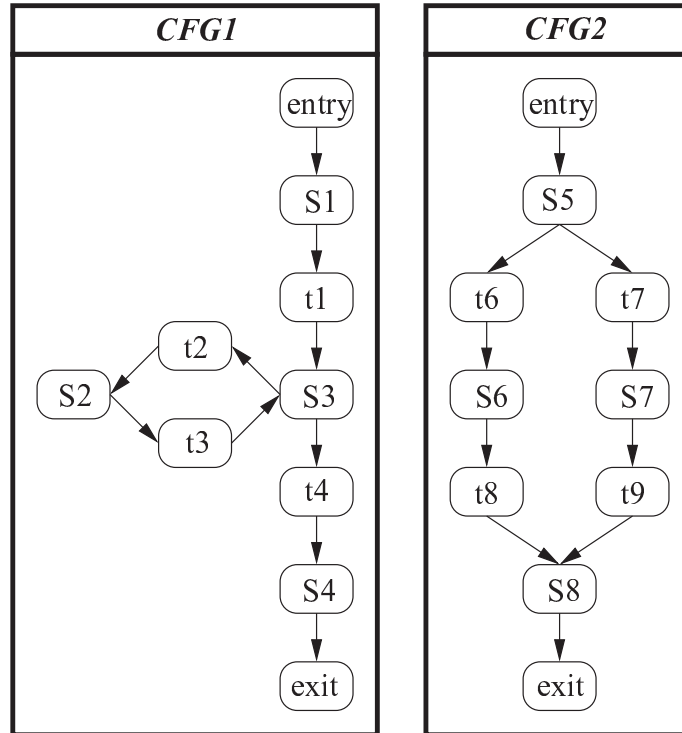 CFG1
entry
S1
t1
t2
S2
S3
t3
t4
S4
exit
CFG2
entry
S5
t6
t7
S6
S7
t8
t9
S8
exit